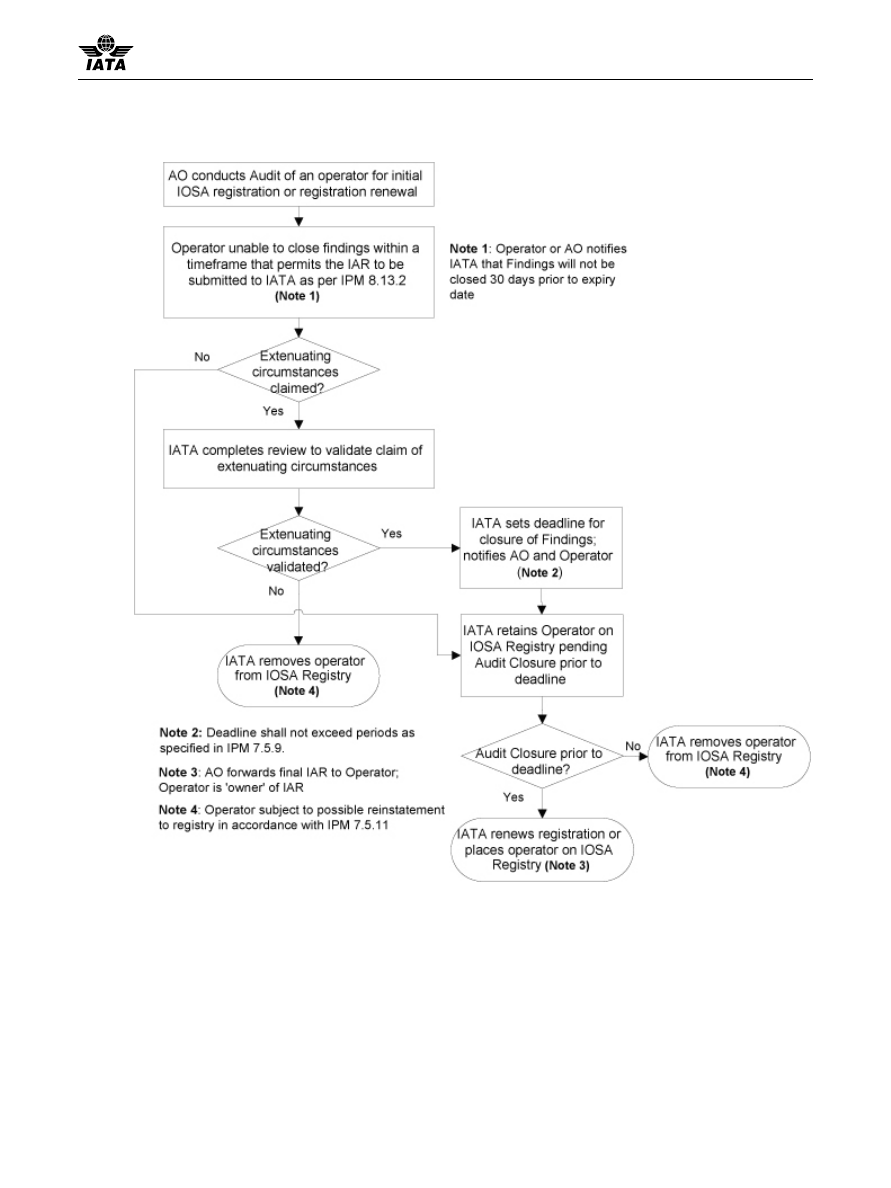 IATA
AO conducts Audit of an operator for initial
IOSA registration or registration renewal
Operator unable to close findings within a
timeframe that permits the IAR to be
submitted to IATA as per IPM 8.13.2
(Note 1)
Note 1: Operator or AO notifies
IATA that Findings will not be
closed 30 days prior to expiry
date
No
Extenuating
circumstances
claimed?
Yes
IATA completes review to validate claim of
extenuating circumstances
Extenuating
circumstances
validated?
Yes
No
IATA sets deadline for
closure of Findings;
notifies AO and Operator
(Note 2)
IATA retains Operator on
IOSA Registry pending
Audit Closure prior to
deadline
IATA removes operator
from IOSA Registry
(Note 4)
Note 2: Deadline shall not exceed periods as
specified in IPM 7.5.9.
Note 3: AO forwards final IAR to Operator;
Operator is 'owner' of IAR
Note 4: Operator subject to possible reinstatement
to registry in accordance with IPM 7.5.11
Audit Closure prior to
deadline?
No
IATA removes operator
from IOSA Registry
(Note 4)
Yes
IATA renews registration or
places operator on IOSA
Registry (Note 3)